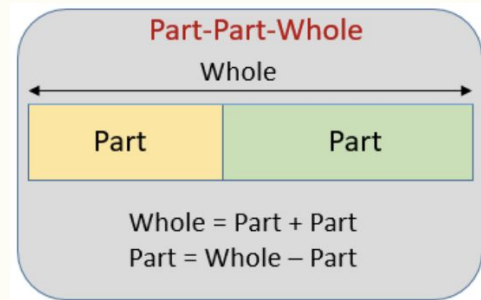 Part-Part-Whole
Whole
Part Part
Whole = Part + Part
Part = Whole – Part